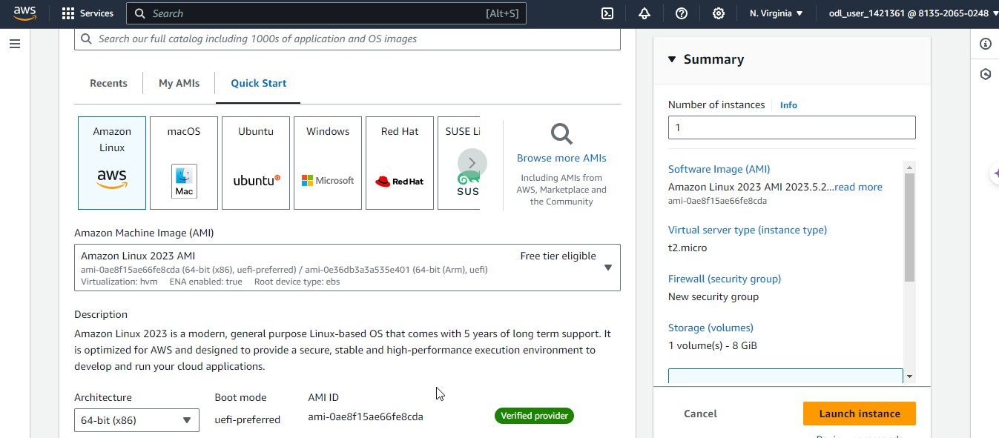 aws
Services
Search
[Alt+S]
N. Virginia
odl_user_1421361 @ 8135-2065-0248
Search our full catalog including 1000s of application and OS images
Recents
My AMIs
Quick Start
Amazon
Linux
aws
macOS
Mac
Ubuntu
ubuntu
Windows
Microsoft
Red Hat
Red Hat
SUSE Li
SUS
Browse more AMIs
Including AMIs from
AWS, Marketplace and
the Community
Amazon Machine Image (AMI)
Amazon Linux 2023 AMI
Free tier eligible
ami-0ae8f15ae66fe8cda (64-bit (x86), uefi-preferred) / ami-0e36db3a3a535e401 (64-bit (Arm), uefi)
Virtualization: hvm ENA enabled: true Root device type: ebs
Description
Amazon Linux 2023 is a modern, general purpose Linux-based OS that comes with 5 years of long term support. It
is optimized for AWS and designed to provide a secure, stable and high-performance execution environment to
develop and run your cloud applications.
Architecture
64-bit (x86)
Boot mode
uefi-preferred
AMI ID
ami-0ae8f15ae66fe8cda
Verified provider
Summary
Number of instances
Info
1
Software Image (AMI)
Amazon Linux 2023 AMI 2023.5.2...read more
ami-0ae8f15ae66fe8cda
Virtual server type (instance type)
t2.micro
Firewall (security group)
New security group
Storage (volumes)
1 volume(s) - 8 GiB
Cancel
Launch instance